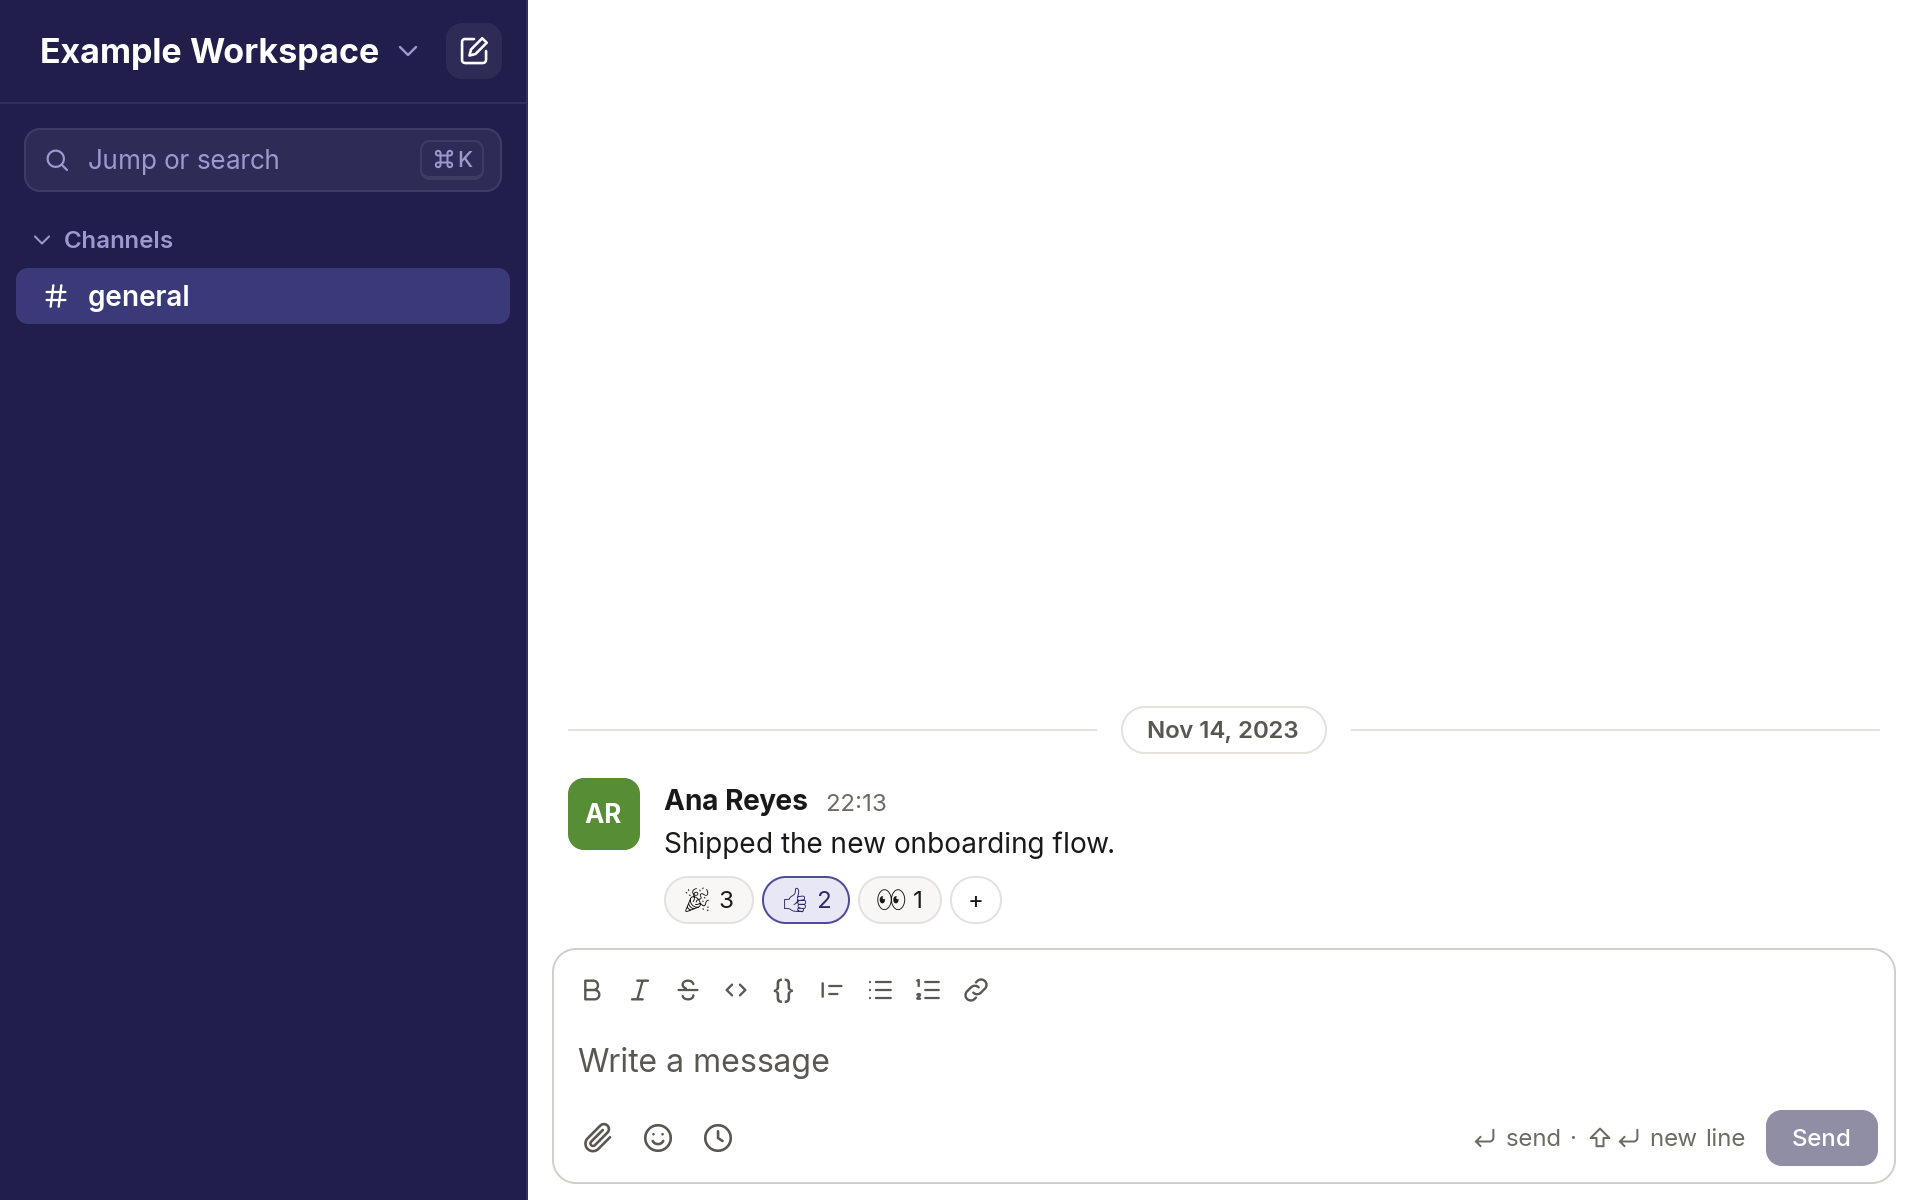 Example Workspace
Jump or search ⌘K
Channels
# general
Nov 14, 2023
AR
Ana Reyes 22:13
Shipped the new onboarding flow.
🎉 3 👍 2 👀 1 +
Write a message
send · new line Send